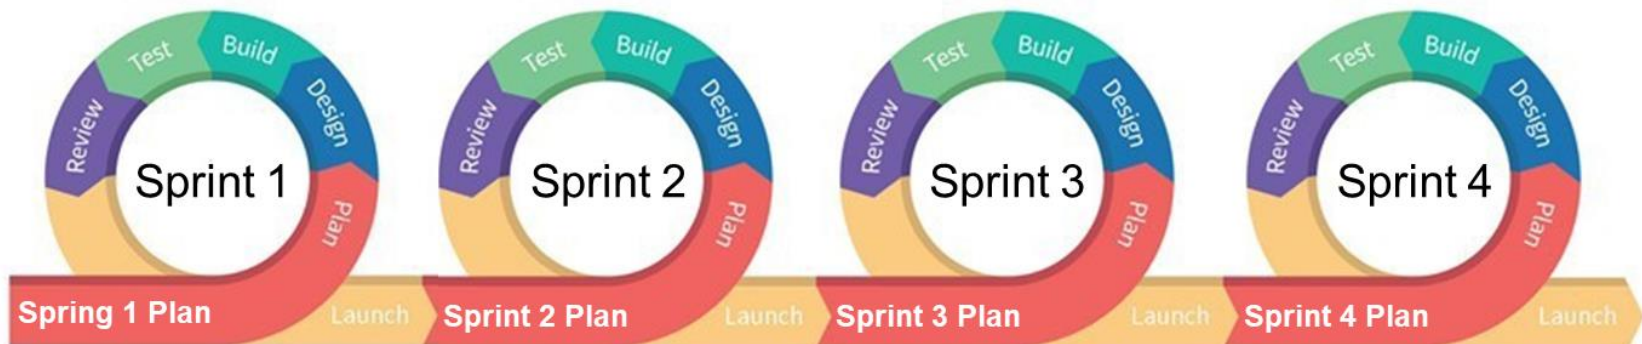 Test
Build
Design
Review
Sprint 1
Plan
Spring 1 Plan
Launch
Test
Build
Design
Review
Sprint 2
Plan
Sprint 2 Plan
Launch
Test
Build
Design
Review
Sprint 3
Plan
Sprint 3 Plan
Launch
Test
Build
Design
Review
Sprint 4
Plan
Sprint 4 Plan
Launch